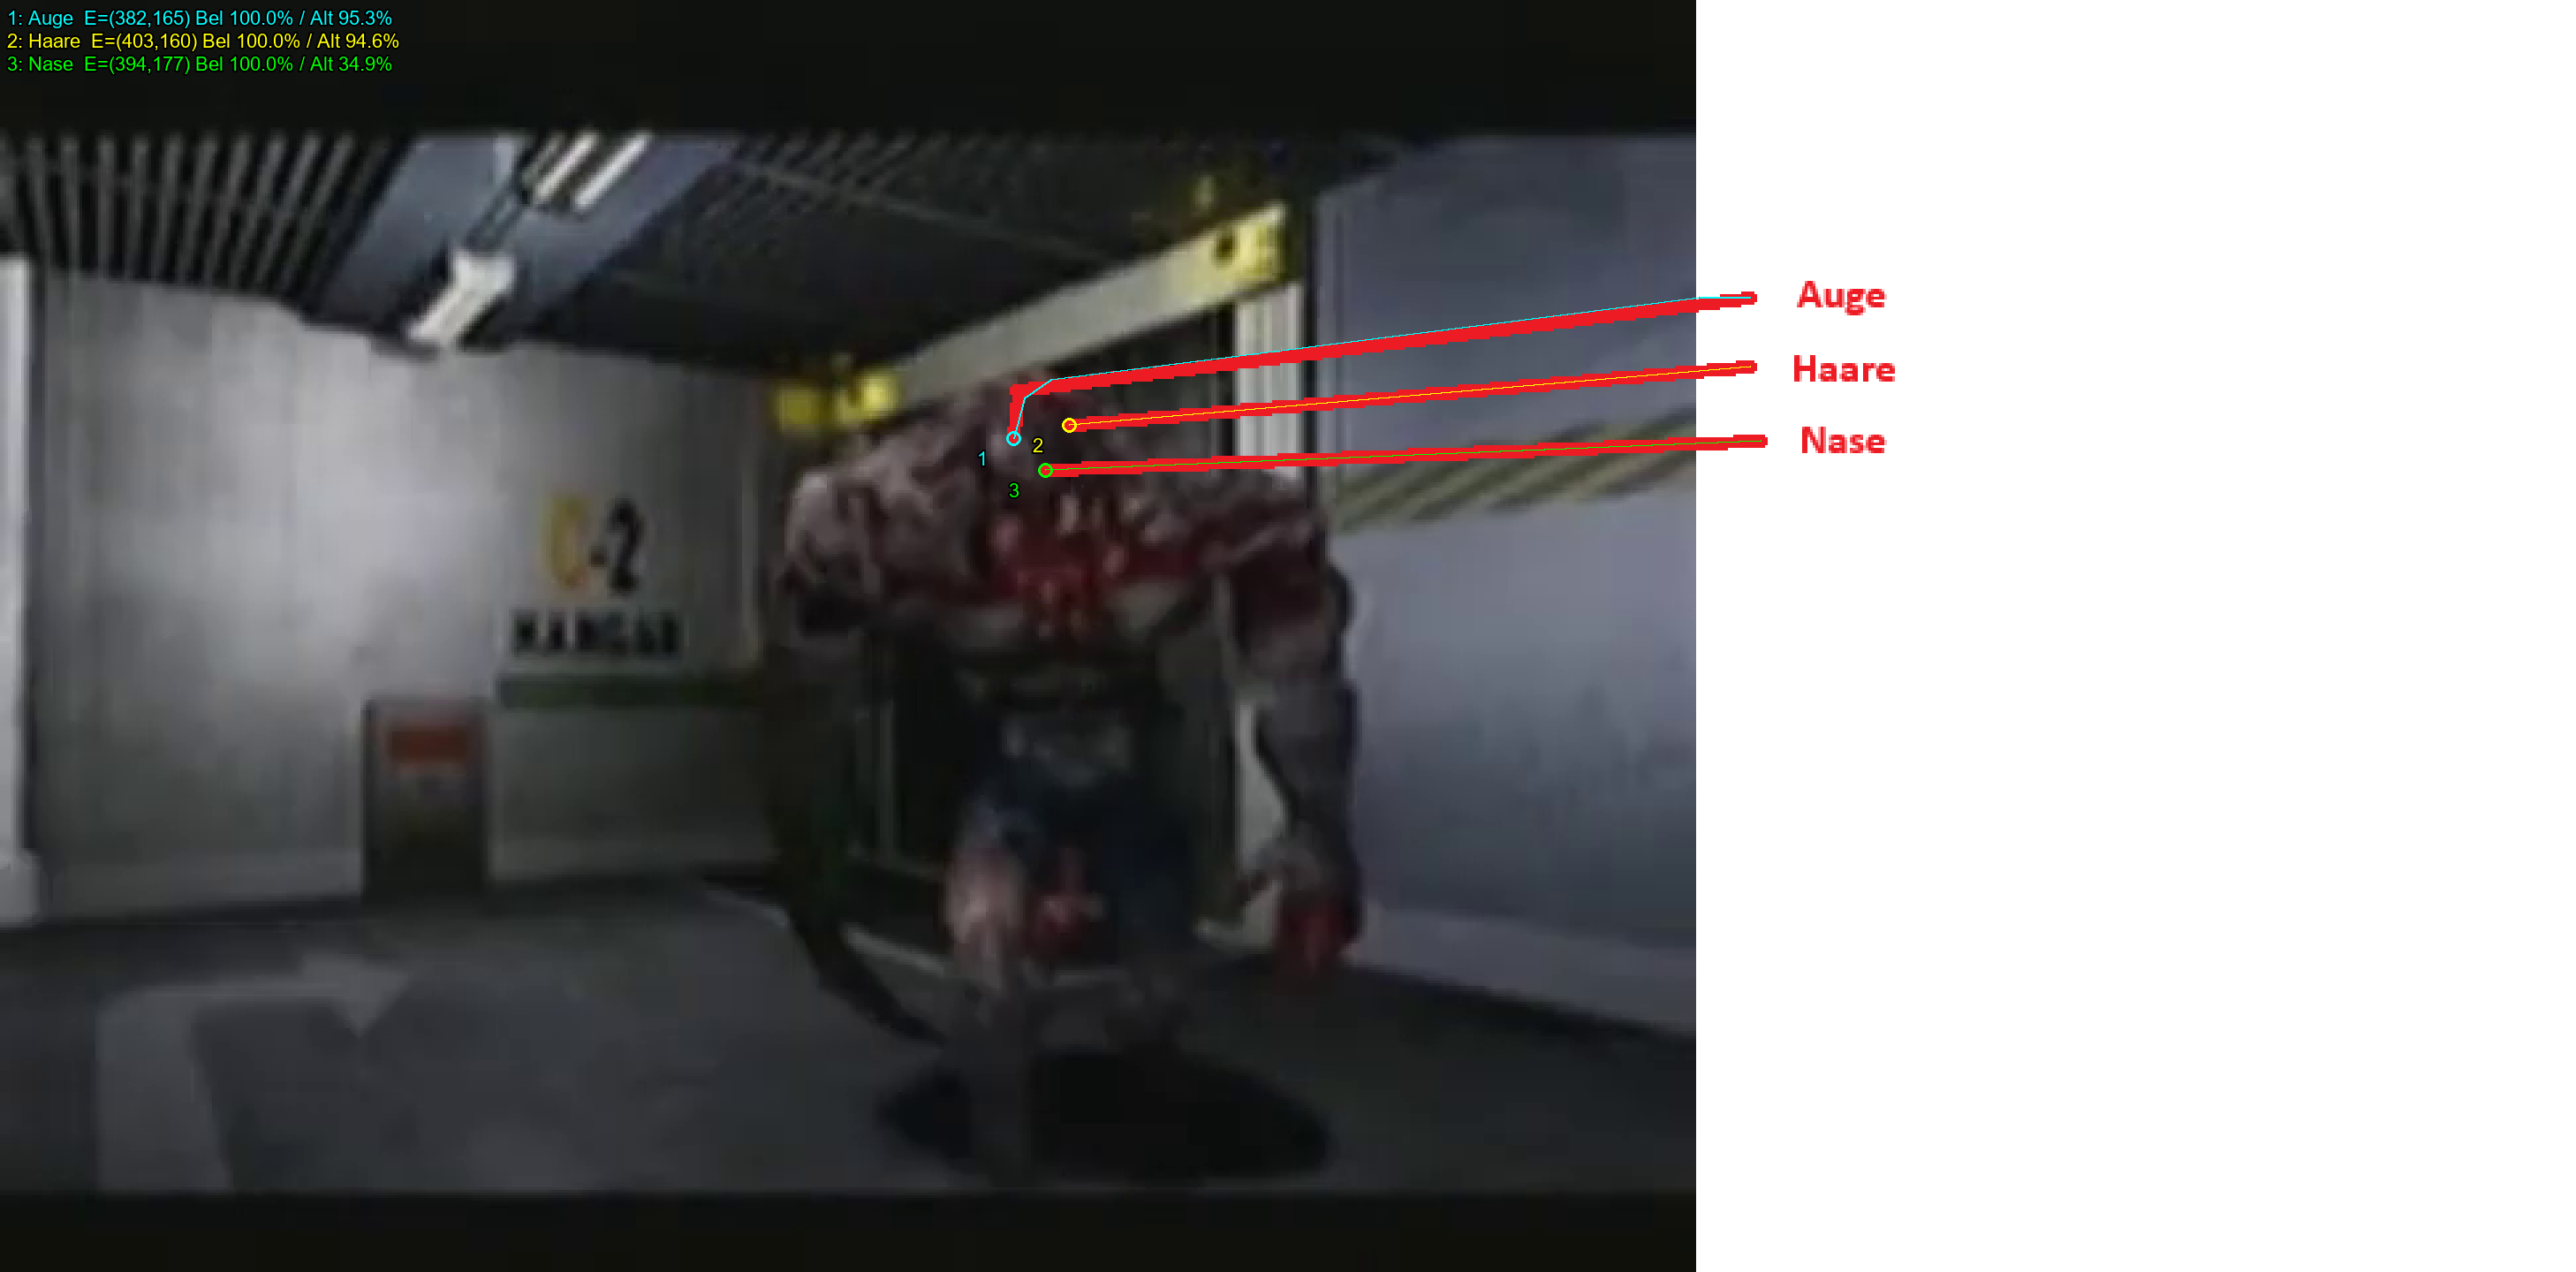 1: Auge E=(382,165) Bel 100.0% / Alt 95.3%
2: Haare E=(403,160) Bel 100.0% / Alt 94.6%
3: Nase E=(394,177) Bel 100.0% / Alt 34.9%
Auge
Haare
Nase
1
2
3
C-2
HANGAR